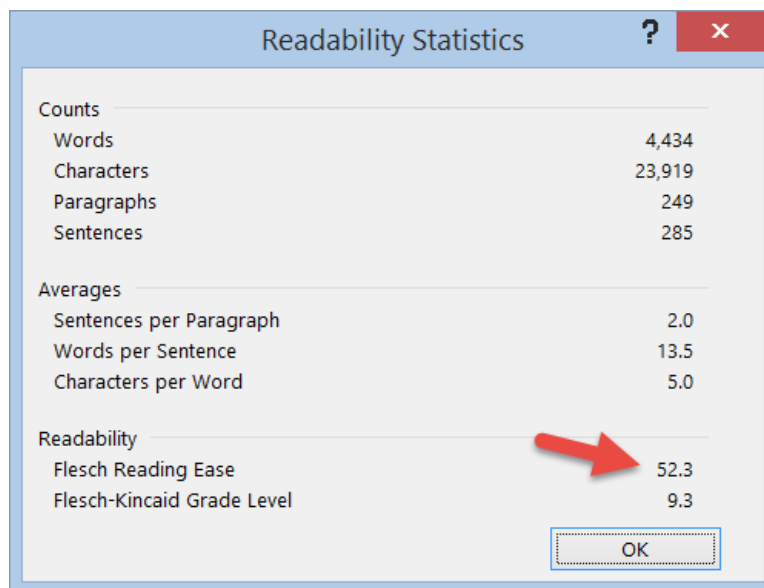 Readability Statistics ? ×
Counts
Words 4,434
Characters 23,919
Paragraphs 249
Sentences 285
Averages
Sentences per Paragraph 2.0
Words per Sentence 13.5
Characters per Word 5.0
Readability
Flesch Reading Ease 52.3
Flesch-Kincaid Grade Level 9.3
OK